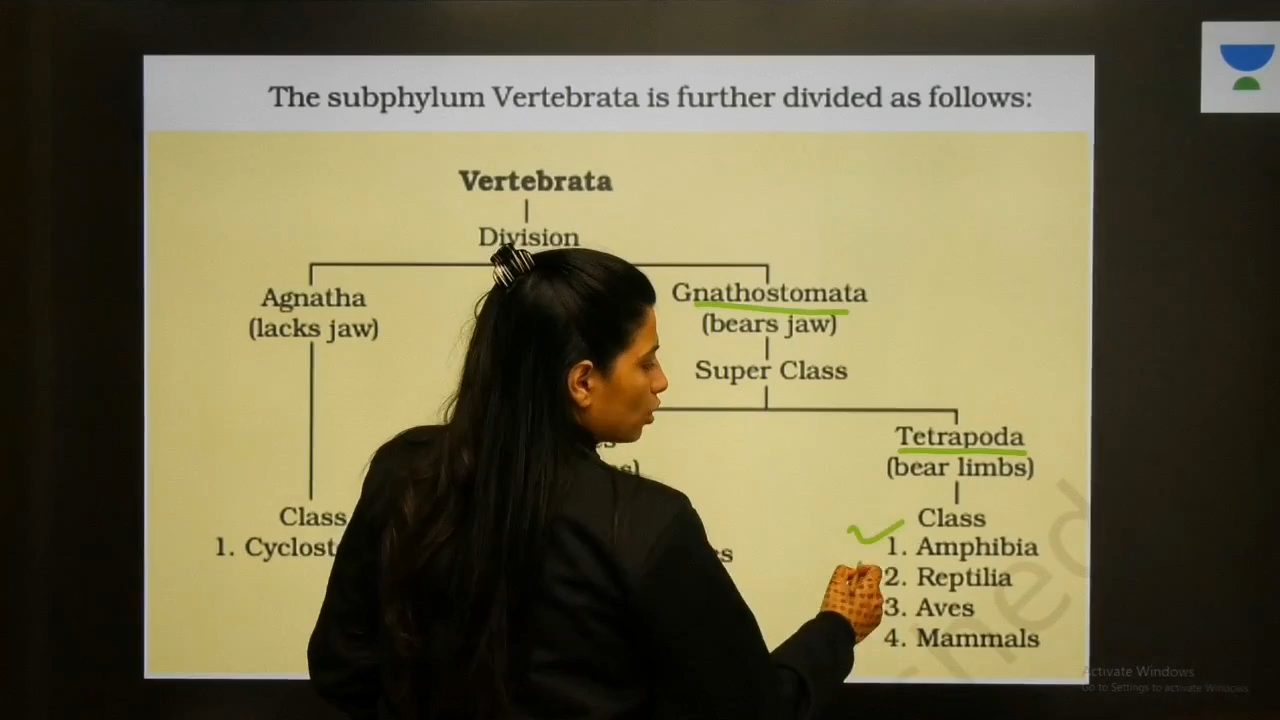 The subphylum Vertebrata is further divided as follows:
Vertebrata
Division
Agnatha
(lacks jaw)
Gnathostomata
(bears jaw)
Super Class
Tetrapoda
(bear limbs)
Class
1. Amphibia
2. Reptilia
3. Aves
4. Mammals
Class
1.
Activate Windows
Go to Settings to activate Windows.